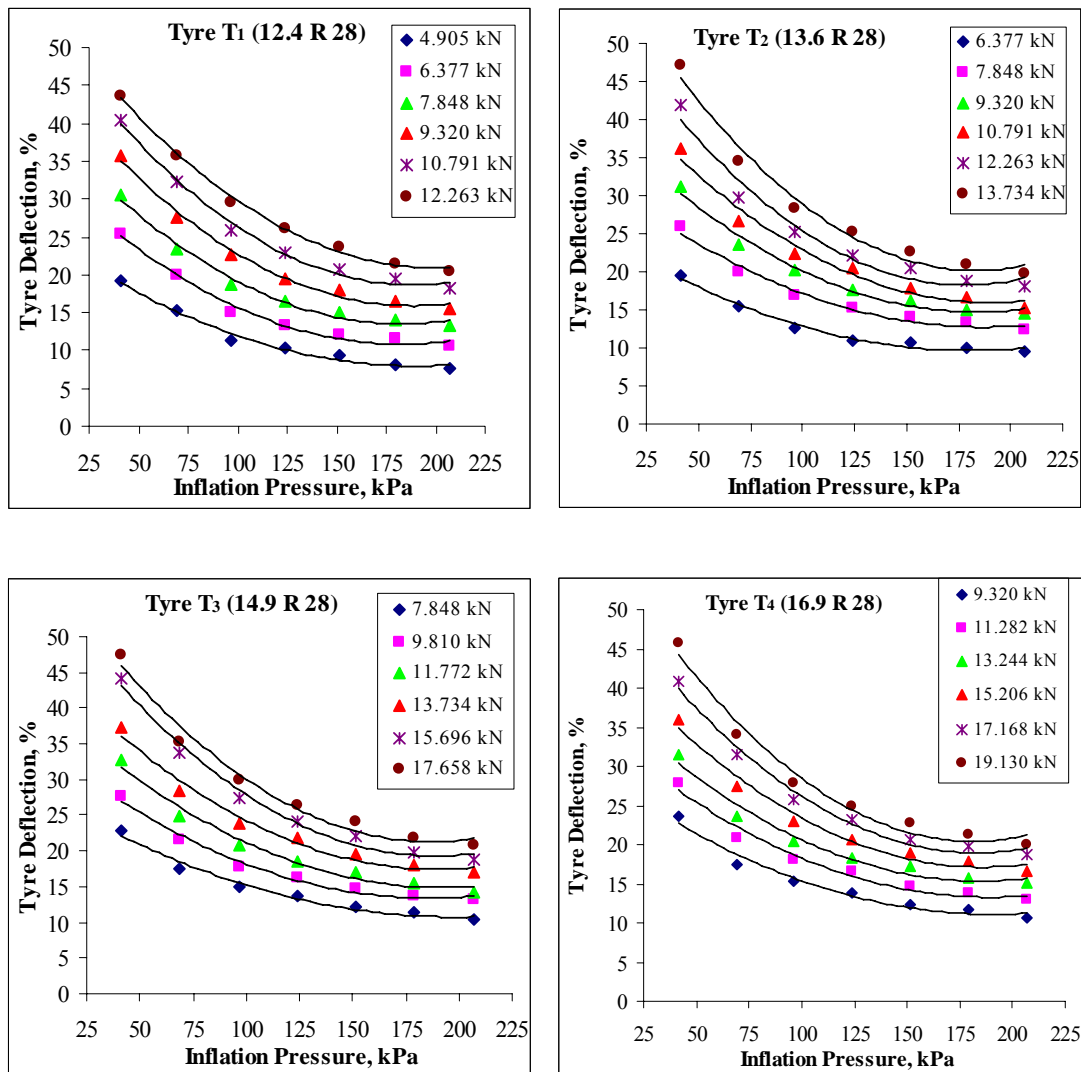 Tyre T1 (12.4 R 28)
4.905 kN
6.377 kN
7.848 kN
9.320 kN
10.791 kN
12.263 kN
Tyre Deflection, %
50
45
40
35
30
25
20
15
10
5
0
25 50 75 100 125 150 175 200 225
Inflation Pressure, kPa
Tyre T2 (13.6 R 28)
6.377 kN
7.848 kN
9.320 kN
10.791 kN
12.263 kN
13.734 kN
Tyre Deflection, %
50
45
40
35
30
25
20
15
10
5
0
25 50 75 100 125 150 175 200 225
Inflation Pressure, kPa
Tyre T3 (14.9 R 28)
7.848 kN
9.810 kN
11.772 kN
13.734 kN
15.696 kN
17.658 kN
Tyre Deflection, %
50
45
40
35
30
25
20
15
10
5
0
25 50 75 100 125 150 175 200 225
Inflation Pressure, kPa
Tyre T4 (16.9 R 28)
9.320 kN
11.282 kN
13.244 kN
15.206 kN
17.168 kN
19.130 kN
Tyre Deflection, %
50
45
40
35
30
25
20
15
10
5
0
25 50 75 100 125 150 175 200 225
Inflation Pressure, kPa